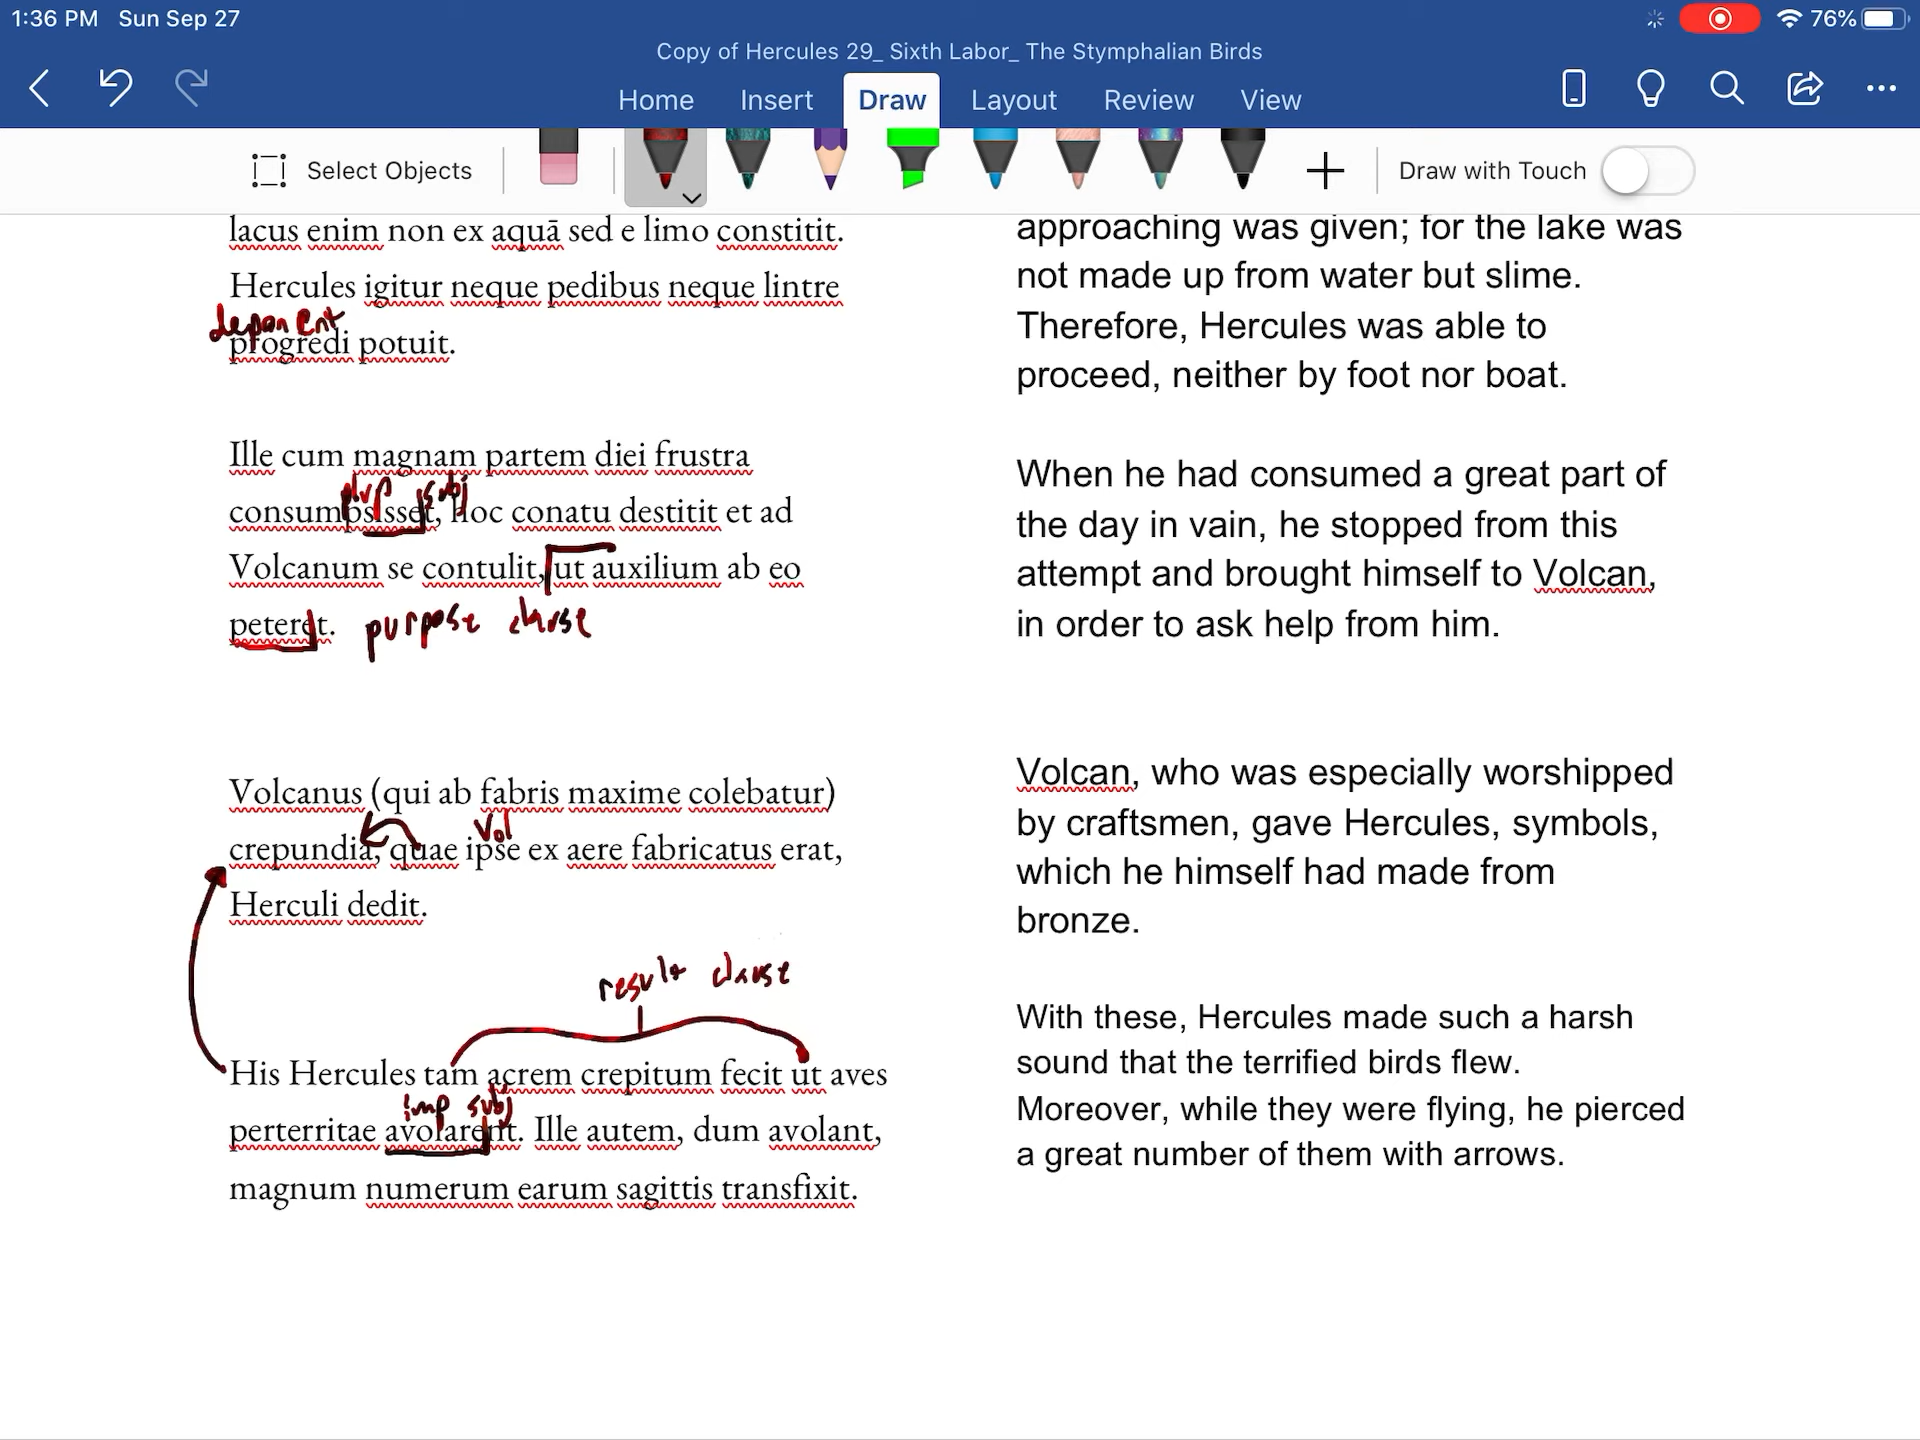 1:36 PM Sun Sep 27
76%
Copy of Hercules 29_ Sixth Labor_ The Stymphalian Birds
Home Insert Draw Layout Review View
Select Objects
Draw with Touch
lacus enim non ex aquā sed e limo constitit.
Hercules igitur neque pedibus neque lintre
deponent
progredi potuit.
Ille cum magnam partem diei frustra
plup subj
consumpsisset, hoc conatu destitit et ad
Volcanum se contulit, ut auxilium ab eo
peteret. purpose clause
Volcanus (qui ab fabris maxime colebatur)
Vol
crepundia, quae ipse ex aere fabricatus erat,
Herculi dedit.
result clause
His Hercules tam acrem crepitum fecit ut aves
imp subj
perterritae avolarent. Ille autem, dum avolant,
magnum numerum earum sagittis transfixit.
approaching was given; for the lake was
not made up from water but slime.
Therefore, Hercules was able to
proceed, neither by foot nor boat.
When he had consumed a great part of
the day in vain, he stopped from this
attempt and brought himself to Volcan,
in order to ask help from him.
Volcan, who was especially worshipped
by craftsmen, gave Hercules, symbols,
which he himself had made from
bronze.
With these, Hercules made such a harsh
sound that the terrified birds flew.
Moreover, while they were flying, he pierced
a great number of them with arrows.